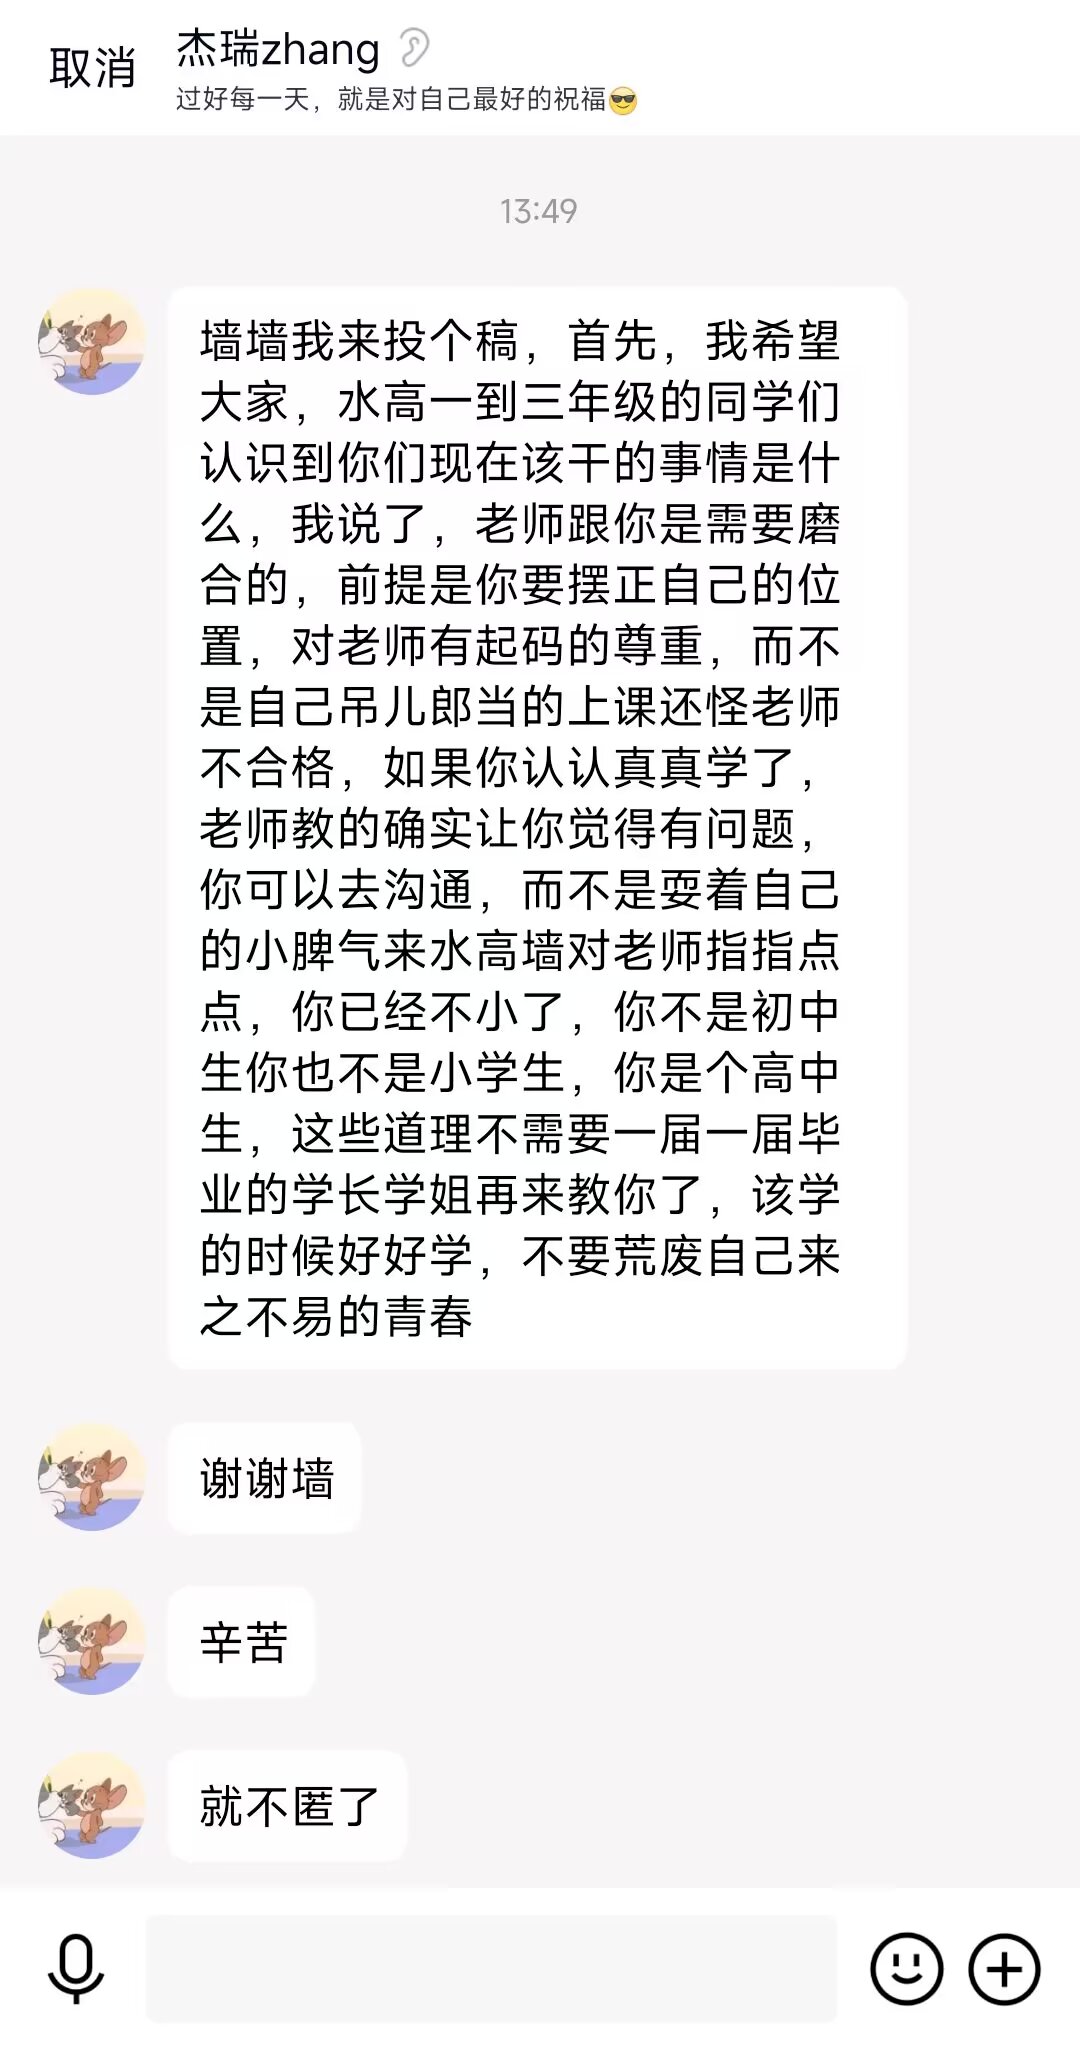 取消
杰瑞zhang
过好每一天，就是对自己最好的祝福😎
13:49
墙墙我来投个稿，首先，我希望
大家，水高一到三年级的同学们
认识到你们现在该干的事情是什
么，我说了，老师跟你是需要磨
合的，前提是你要摆正自己的位
置，对老师有起码的尊重，而不
是自己吊儿郎当的上课还怪老师
不合格，如果你认认真真学了，
老师教的确实让你觉得有问题，
你可以去沟通，而不是耍着自己
的小脾气来水高墙对老师指指点
点，你已经不小了，你不是初中
生你也不是小学生，你是个高中
生，这些道理不需要一届一届毕
业的学长学姐再来教你了，该学
的时候好好学，不要荒废自己来
之不易的青春
谢谢墙
辛苦
就不匿了